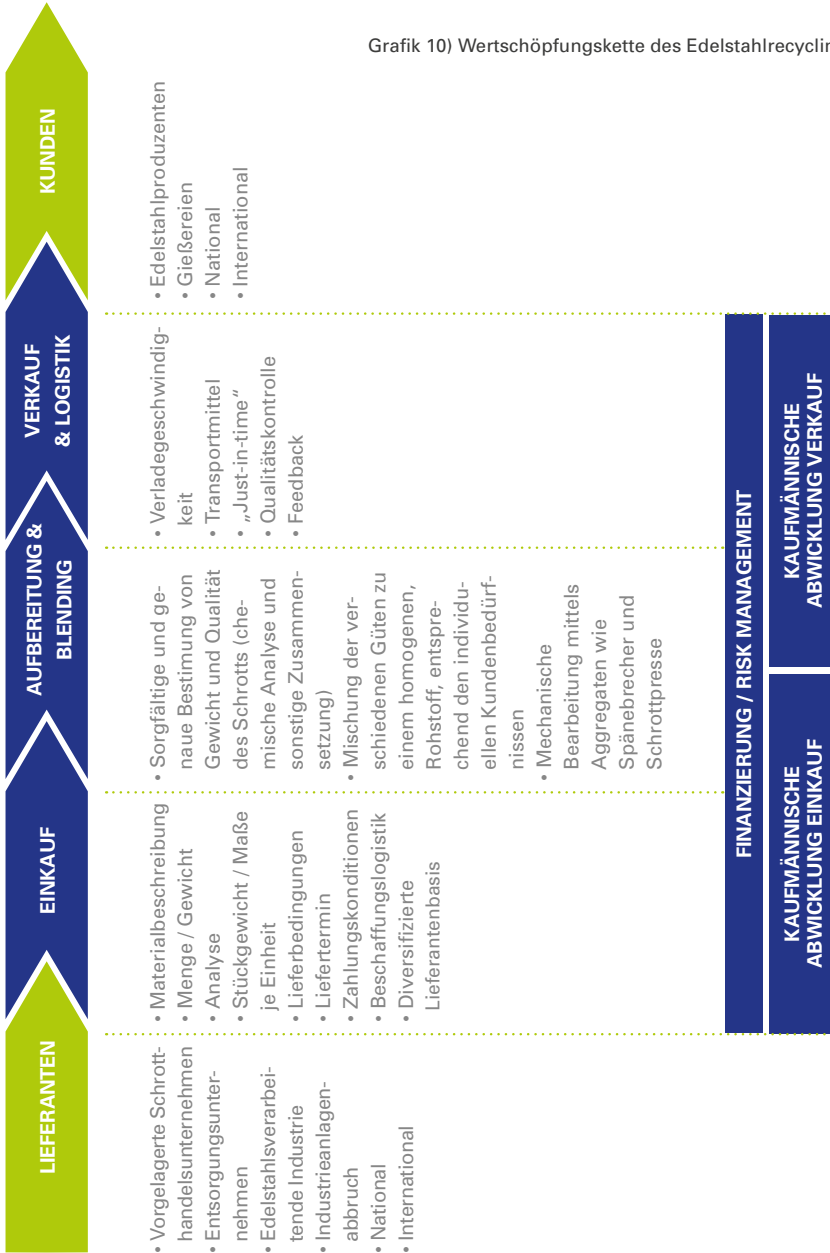 Grafik 10) Wertschöpfungskette des Edelstahlrecyclin
LIEFERANTEN
• Vorgelagerte Schrott-
handelsunternehmen
• Entsorgungsunter-
nehmen
• Edelstahlsverarbei-
tende Industrie
• Industrieanlagen-
abbruch
• National
• International
EINKAUF
• Materialbeschreibung
• Menge / Gewicht
• Analyse
• Stückgewicht / Maße
je Einheit
• Lieferbedingungen
• Liefertermin
• Zahlungskonditionen
• Beschaffungslogistik
• Diversifizierte
Lieferantenbasis
AUFBEREITUNG &
BLENDING
• Sorgfältige und ge-
naue Bestimung von
Gewicht und Qualität
des Schrotts (che-
mische Analyse und
sonstige Zusammen-
setzung)
• Mischung der ver-
schiedenen Güten zu
einem homogenen,
Rohstoff, entspre-
chend den individu-
ellen Kundenbedürf-
nissen
• Mechanische
Bearbeitung mittels
Aggregaten wie
Spänebrecher und
Schrottpresse
VERKAUF
& LOGISTIK
• Verladegeschwindig-
keit
• Transportmittel
• „Just-in-time“
• Qualitätskontrolle
• Feedback
KUNDEN
• Edelstahlproduzenten
• Gießereien
• National
• International
FINANZIERUNG / RISK MANAGEMENT
KAUFMÄNNISCHE
ABWICKLUNG EINKAUF
KAUFMÄNNISCHE
ABWICKLUNG VERKAUF